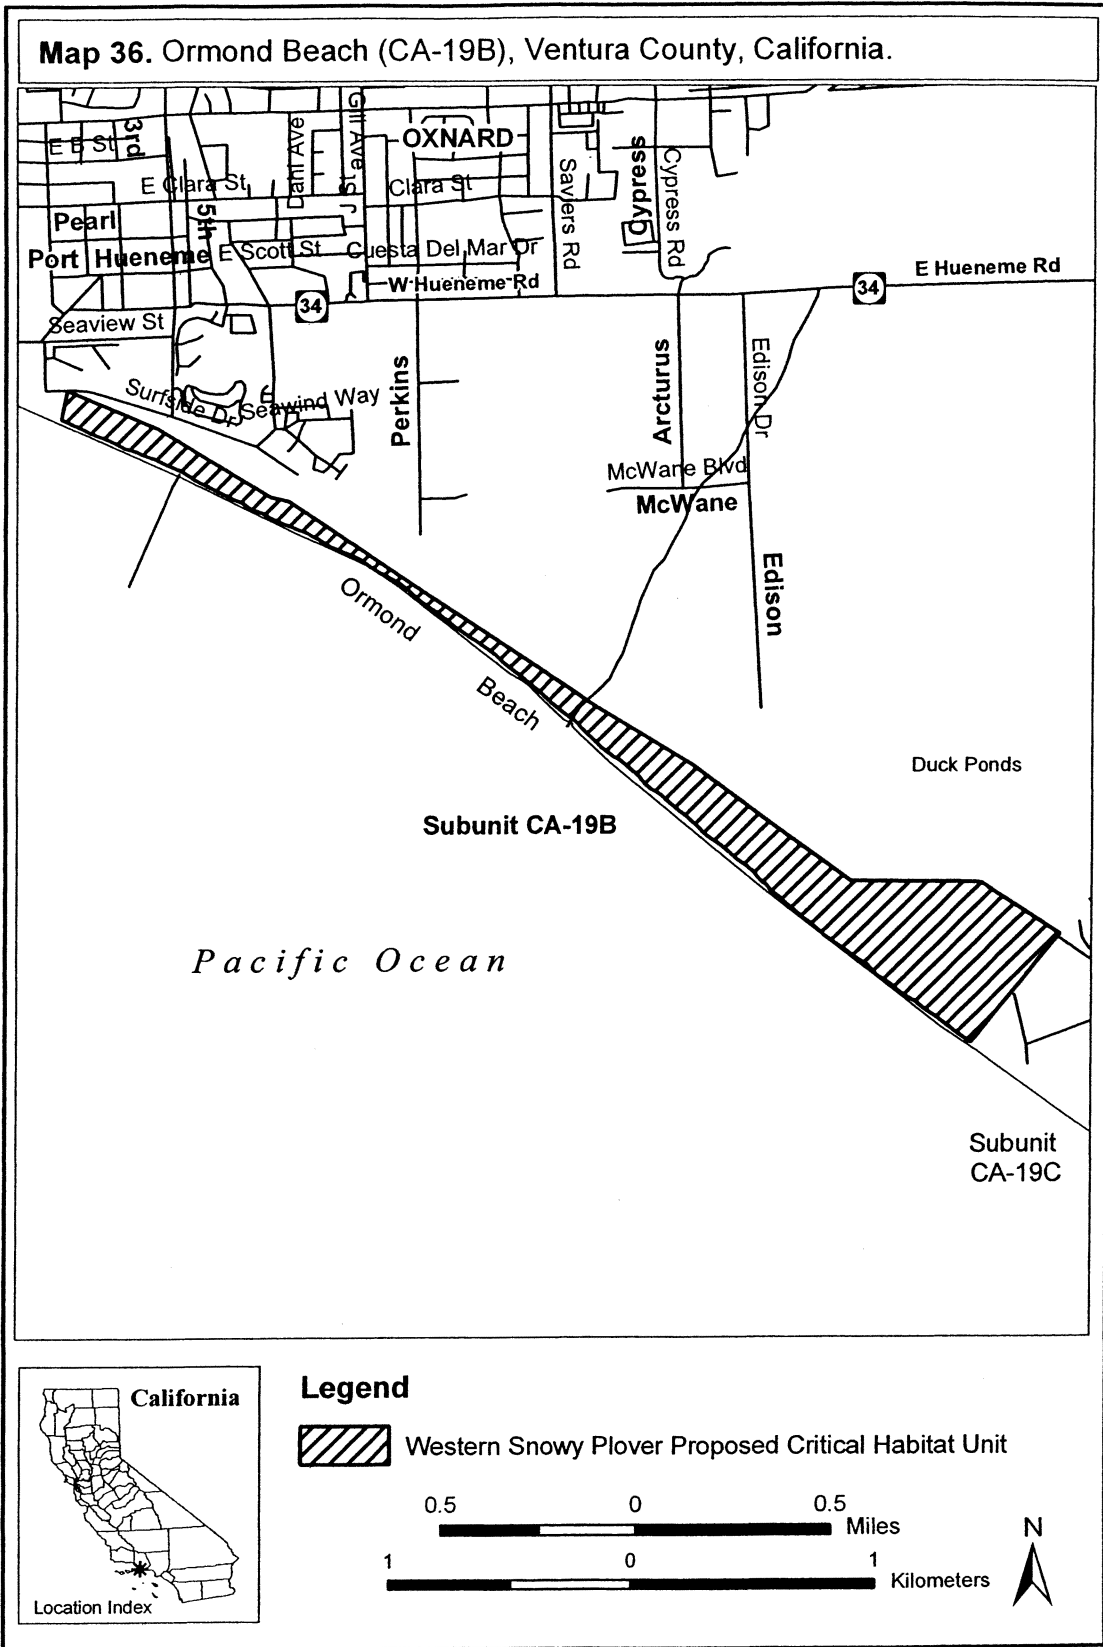 Map 36. Ormond Beach (CA-19B), Ventura County, California.
E B St
3rd
Dahl Ave
Gill Ave
J St
OXNARD
Saviers Rd
Cypress
Cypress Rd
E Clara St
Clara St
Pearl
5th
Port Hueneme
E Scott St
Cuesta Del Mar Dr
W Hueneme Rd
E Hueneme Rd
34
34
Seaview St
Surfside Dr
Seawind Way
Perkins
Arcturus
Edison Dr
McWane Blvd
McWane
Edison
Ormond
Beach
Duck Ponds
Subunit CA-19B
Pacific Ocean
Subunit
CA-19C
California
Location Index
Legend
Western Snowy Plover Proposed Critical Habitat Unit
0.5 0 0.5
Miles
1 0 1
Kilometers
N